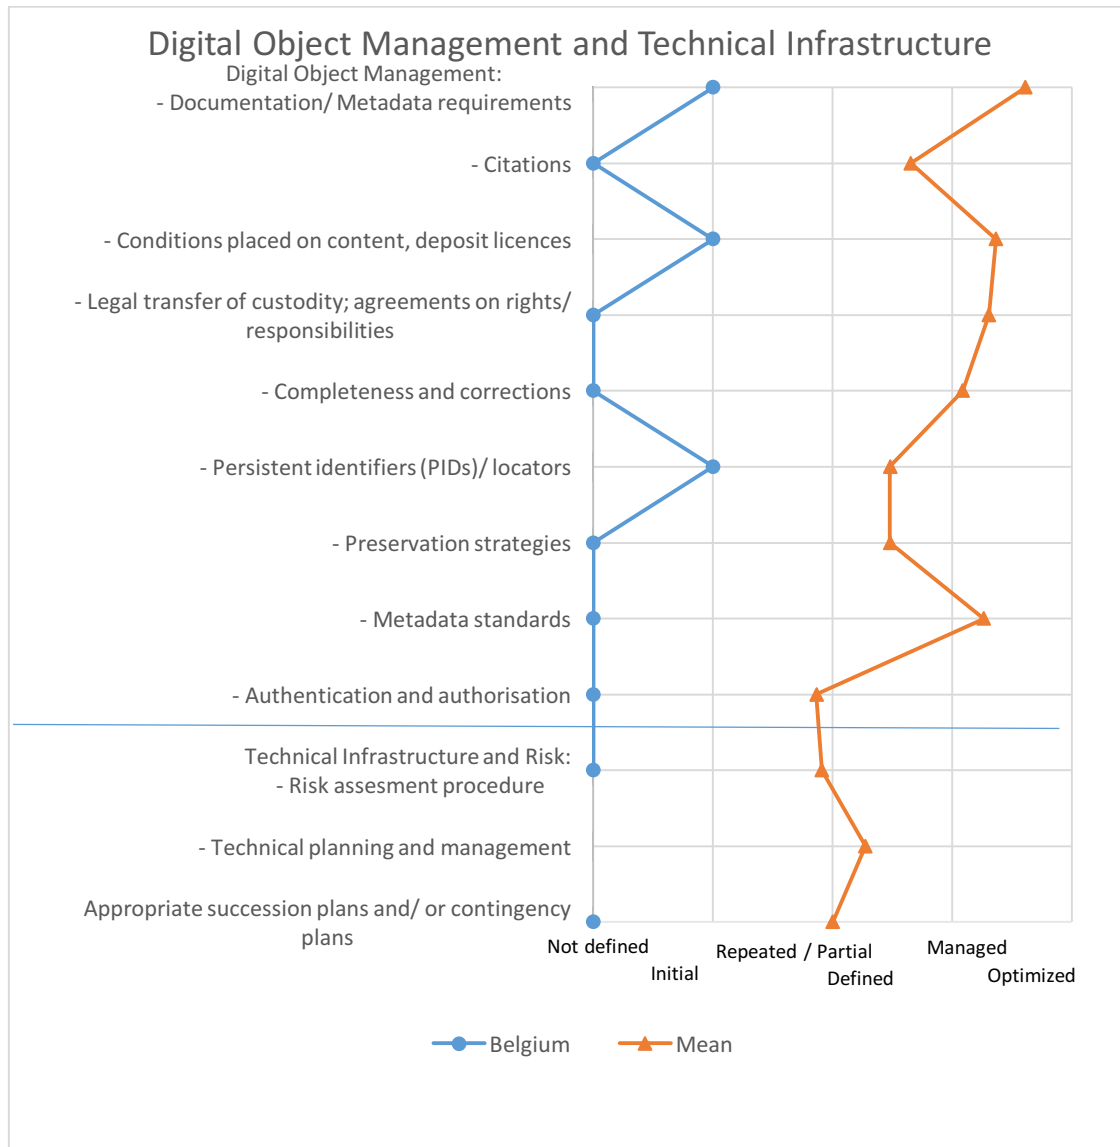 Digital Object Management and Technical Infrastructure
Digital Object Management:
- Documentation/ Metadata requirements
- Citations
- Conditions placed on content, deposit licences
- Legal transfer of custodity; agreements on rights/
responsibilities
- Completeness and corrections
- Persistent identifiers (PIDs)/ locators
- Preservation strategies
- Metadata standards
- Authentication and authorisation
Technical Infrastructure and Risk:
- Risk assesment procedure
- Technical planning and management
Appropriate succession plans and/ or contingency
plans
Not defined
Initial
Repeated / Partial
Defined
Managed
Optimized
Belgium
Mean